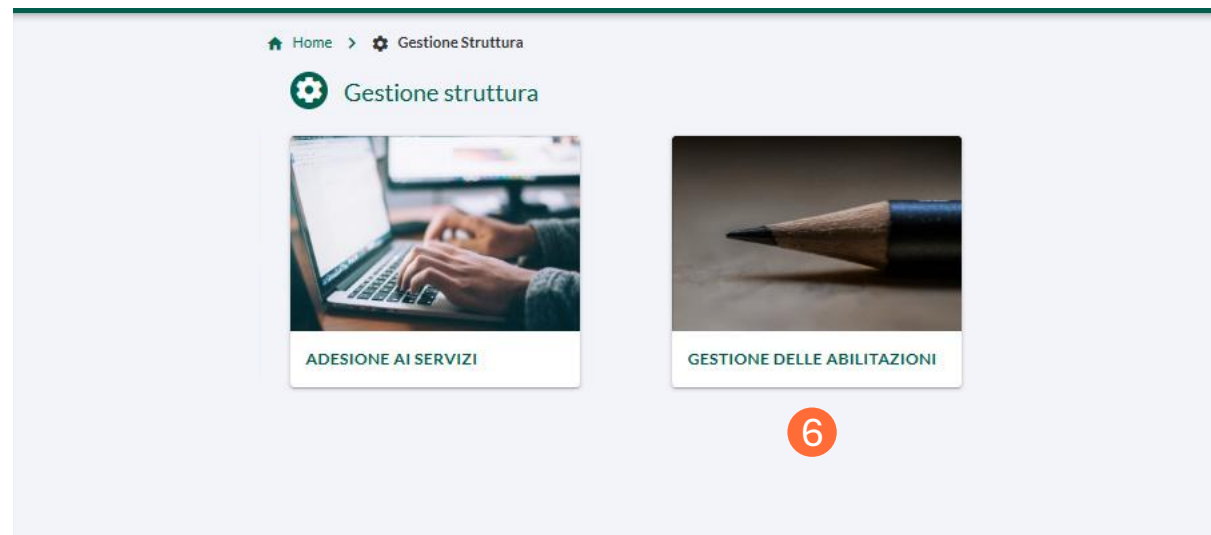 Home > Gestione Struttura
Gestione struttura
ADESIONE AI SERVIZI
GESTIONE DELLE ABILITAZIONI
6